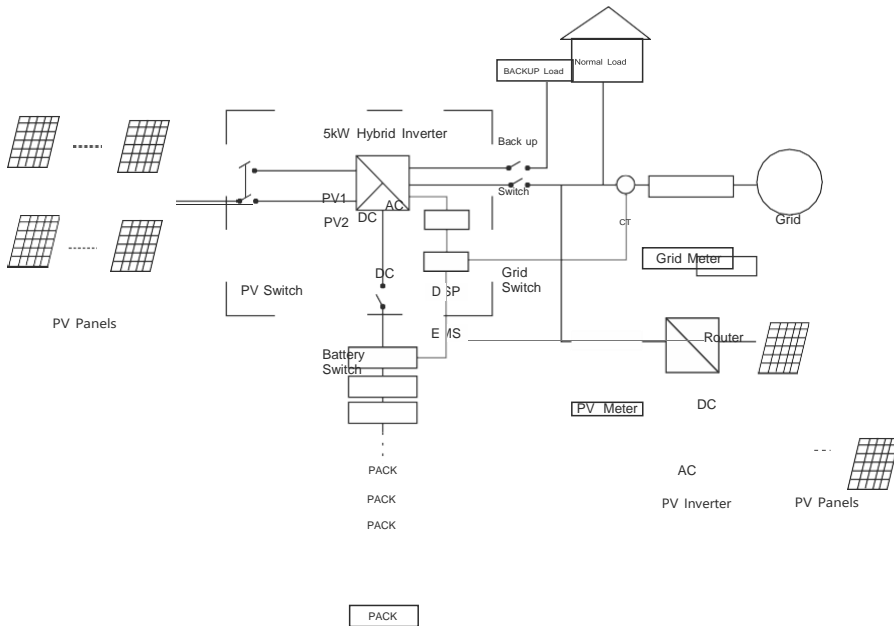 BACKUP Load
Normal Load
5kW Hybrid Inverter
Back up
Switch
PV1
PV2
DC
AC
CT
Grid
Grid Meter
DC
PV Switch
DSP
Grid
Switch
PV Panels
EMS
Router
Battery
Switch
PV Meter
DC
PACK
AC
PACK
PV Inverter
PV Panels
PACK
PACK